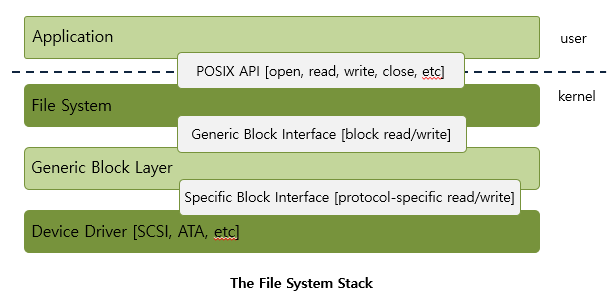 Application
user
POSIX API [open, read, write, close, etc]
File System
kernel
Generic Block Interface [block read/write]
Generic Block Layer
Specific Block Interface [protocol-specific read/write]
Device Driver [SCSI, ATA, etc]
The File System Stack